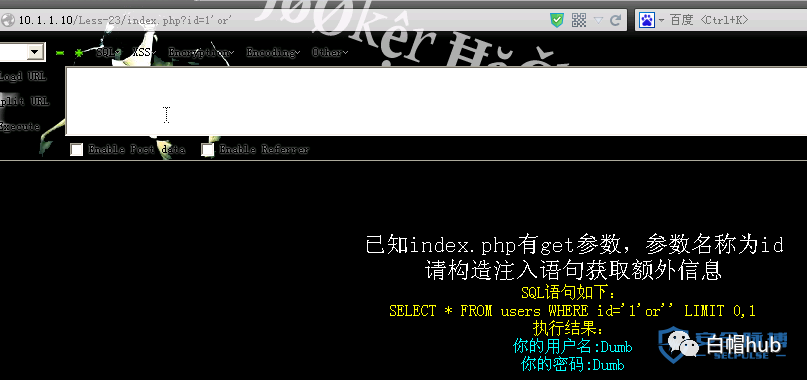 10.1.1.10/Less-23/index.php?id=1'or'
百度 <Ctrl+K>
SQL XSS Encryption Encoding Other
Load URL
Split URL
Execute
Enable Post data Enable Referrer
已知index.php有get参数，参数名称为id
请构造注入语句获取额外信息
SQL语句如下：
SELECT * FROM users WHERE id='1'or'' LIMIT 0,1
执行结果：
你的用户名:Dumb
你的密码:Dumb
白帽hub